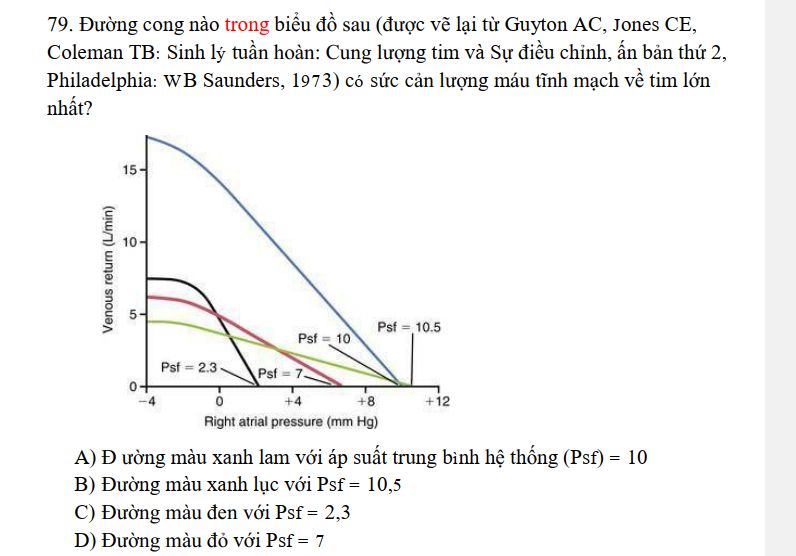 79. Đường cong nào trong biểu đồ sau (được vẽ lại từ Guyton AC, Jones CE,
Coleman TB: Sinh lý tuần hoàn: Cung lượng tim và Sự điều chỉnh, ấn bản thứ 2,
Philadelphia: WB Saunders, 1973) có sức cản lượng máu tĩnh mạch về tim lớn
nhất?
15
10
5
0
Venous return (L/min)
Psf = 10.5
Psf = 10
Psf = 2.3
Psf = 7
−4 0 +4 +8 +12
Right atrial pressure (mm Hg)
A) Đ ường màu xanh lam với áp suất trung bình hệ thống (Psf) = 10
B) Đường màu xanh lục với Psf = 10,5
C) Đường màu đen với Psf = 2,3
D) Đường màu đỏ với Psf = 7